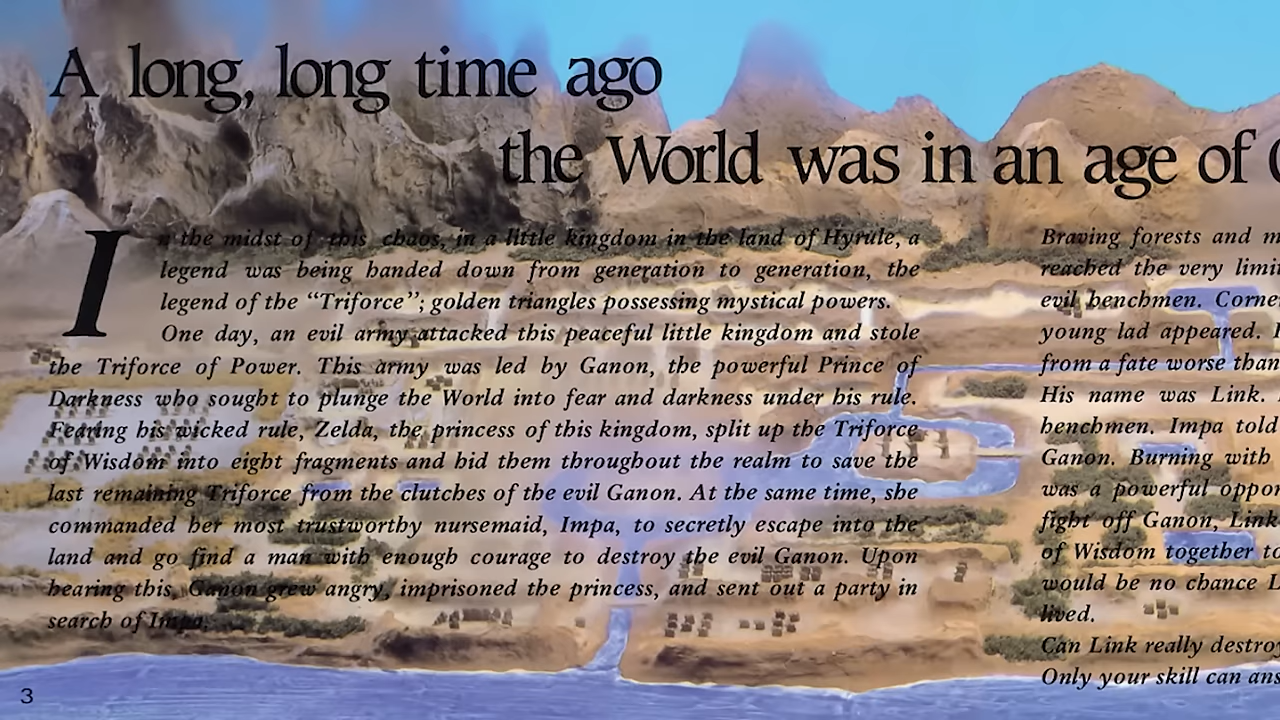 A long, long time ago
the World was in an age of
In the midst of this chaos, in a little kingdom in the land of Hyrule, a
legend was being handed down from generation to generation, the
legend of the “Triforce”; golden triangles possessing mystical powers.
One day, an evil army attacked this peaceful little kingdom and stole
the Triforce of Power. This army was led by Ganon, the powerful Prince of
Darkness who sought to plunge the World into fear and darkness under his rule.
Fearing his wicked rule, Zelda, the princess of this kingdom, split up the Triforce
of Wisdom into eight fragments and hid them throughout the realm to save the
last remaining Triforce from the clutches of the evil Ganon. At the same time, she
commanded her most trustworthy nursemaid, Impa, to secretly escape into the
land and go find a man with enough courage to destroy the evil Ganon. Upon
hearing this, Ganon grew angry, imprisoned the princess, and sent out a party in
search of Impa.
Braving forests and
reached the very
evil henchmen.
young lad appeared.
from a fate worse than
His name was Link.
henchmen. Impa told
Ganon. Burning with
was a powerful
fight off Ganon, Link
of Wisdom together to
would be no chance
lived.
Can Link really
Only your skill can
3